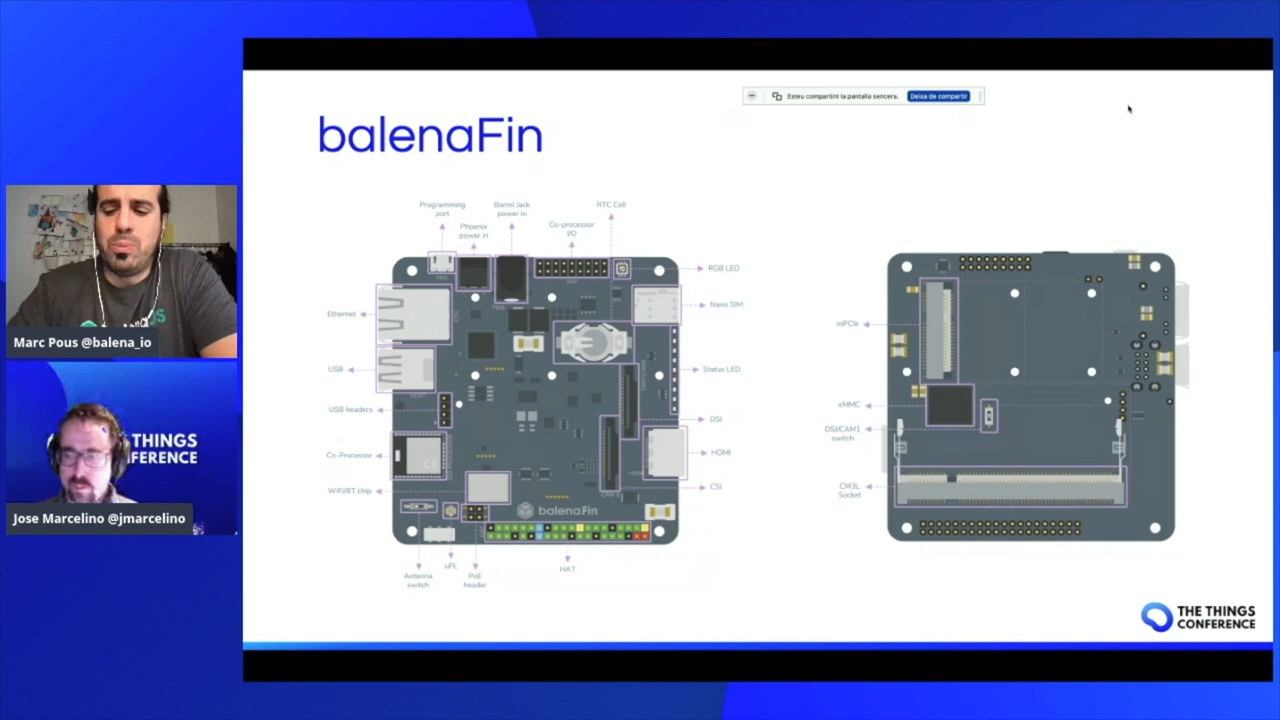 Esteu compartint la pantalla sencera.
Deixa de compartir
balenaFin
Programming
port
Phoenix
power in
Barrel Jack
power in
Co-processor
I/O
RTC Cell
RGB LED
Nano SIM
Status LED
DSI
HDMI
CSI
Ethernet
USB
USB headers
Co-Processor
WiFi/BT chip
Antenna
switch
uFL
PoE
header
HAT
balenaFin
mPCIe
eMMC
DSI/CAM1
switch
CM3L
Socket
Marc Pous @balena_io
THINGS
NFERENCE
Jose Marcelino @jmarcelino
THE THINGS
CONFERENCE